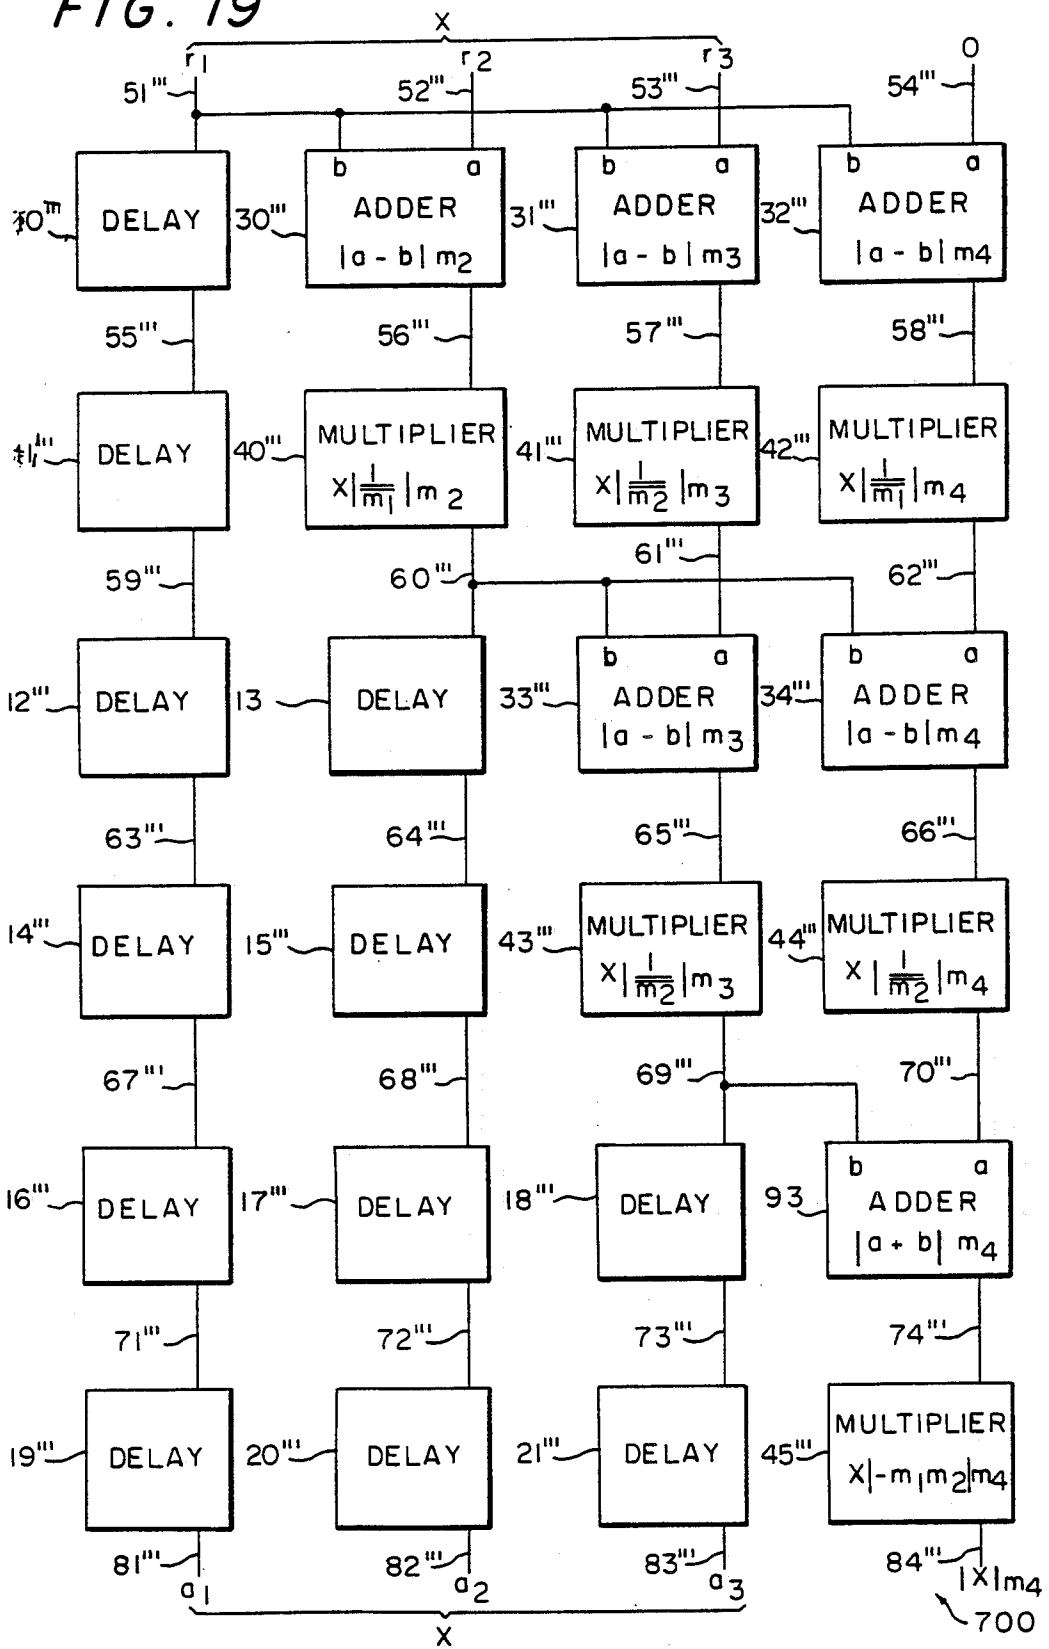 FIG. 19
X
r1 r2 r3 0
51''' 52''' 53''' 54'''
b a b a b a
10''' DELAY 30''' ADDER 31''' ADDER 32''' ADDER
|a - b| m2 |a - b| m3 |a - b| m4
55''' 56''' 57''' 58'''
11''' DELAY 40''' MULTIPLIER 41''' MULTIPLIER 42''' MULTIPLIER
X|1/m1|m2 X|1/m2|m3 X|1/m1|m4
59''' 60''' 61''' 62'''
b a b a
12''' DELAY 13 DELAY 33''' ADDER 34''' ADDER
|a - b| m3 |a - b| m4
63''' 64''' 65''' 66'''
14''' DELAY 15''' DELAY 43''' MULTIPLIER 44''' MULTIPLIER
X|1/m2|m3 X|1/m2|m4
67''' 68''' 69''' 70'''
b a
16''' DELAY 17''' DELAY 18''' DELAY 93 ADDER
|a + b| m4
71''' 72''' 73''' 74'''
19''' DELAY 20''' DELAY 21''' DELAY 45''' MULTIPLIER
X|-m1m2|m4
81''' 82''' 83''' 84'''
a1 a2 a3 |X|m4
X
700